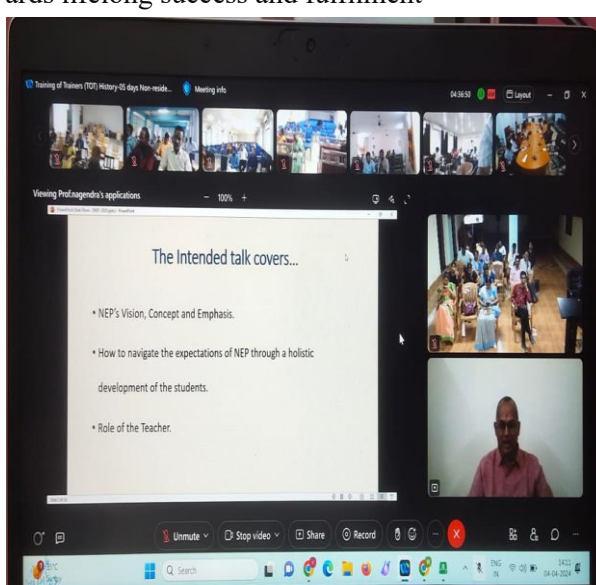 ards lifelong success and fulfillment
Training of Trainers (TOT) History-05 days Non-reside...
Meeting info
04:36:50
Layout
Viewing Prof.nagendra's applications
100%
The Intended talk covers...
• NEP's Vision, Concept and Emphasis.
• How to navigate the expectations of NEP through a holistic
development of the students.
• Role of the Teacher.
Unmute
Stop video
Share
Record
Search
ENG
IN
14:11
04-04-2024